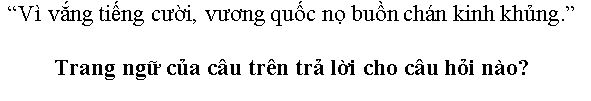 “Vì vắng tiếng cười, vương quốc nọ buồn chán kinh khủng.”
Trang ngữ của câu trên trả lời cho câu hỏi nào?